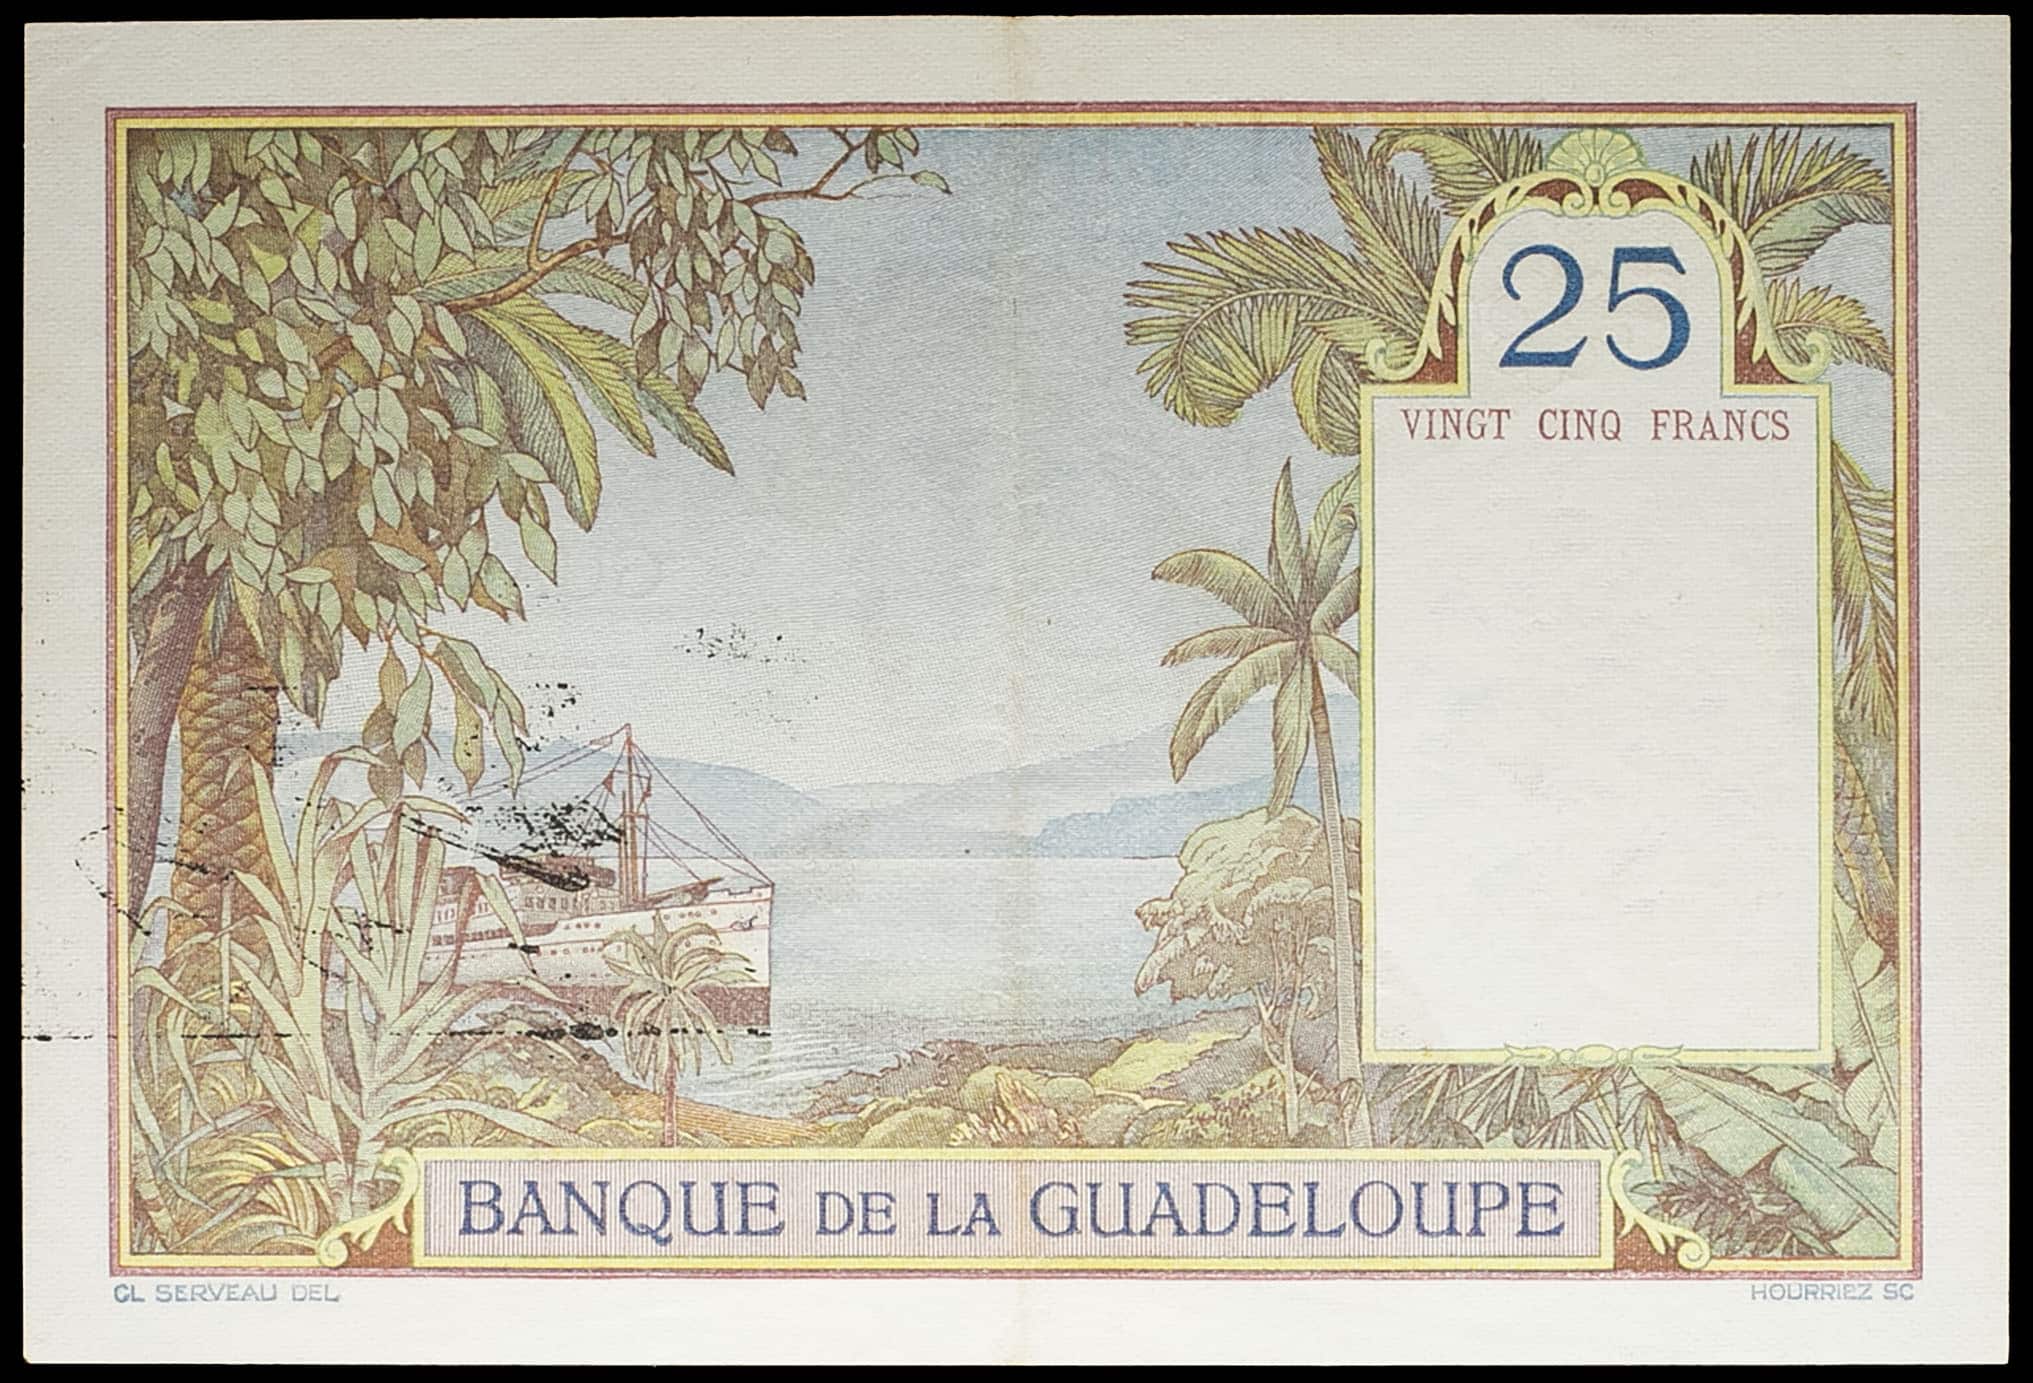 25
VINGT CINQ FRANCS
BANQUE DE LA GUADELOUPE
CL SERVEAU DEL
HOURRIEZ SC